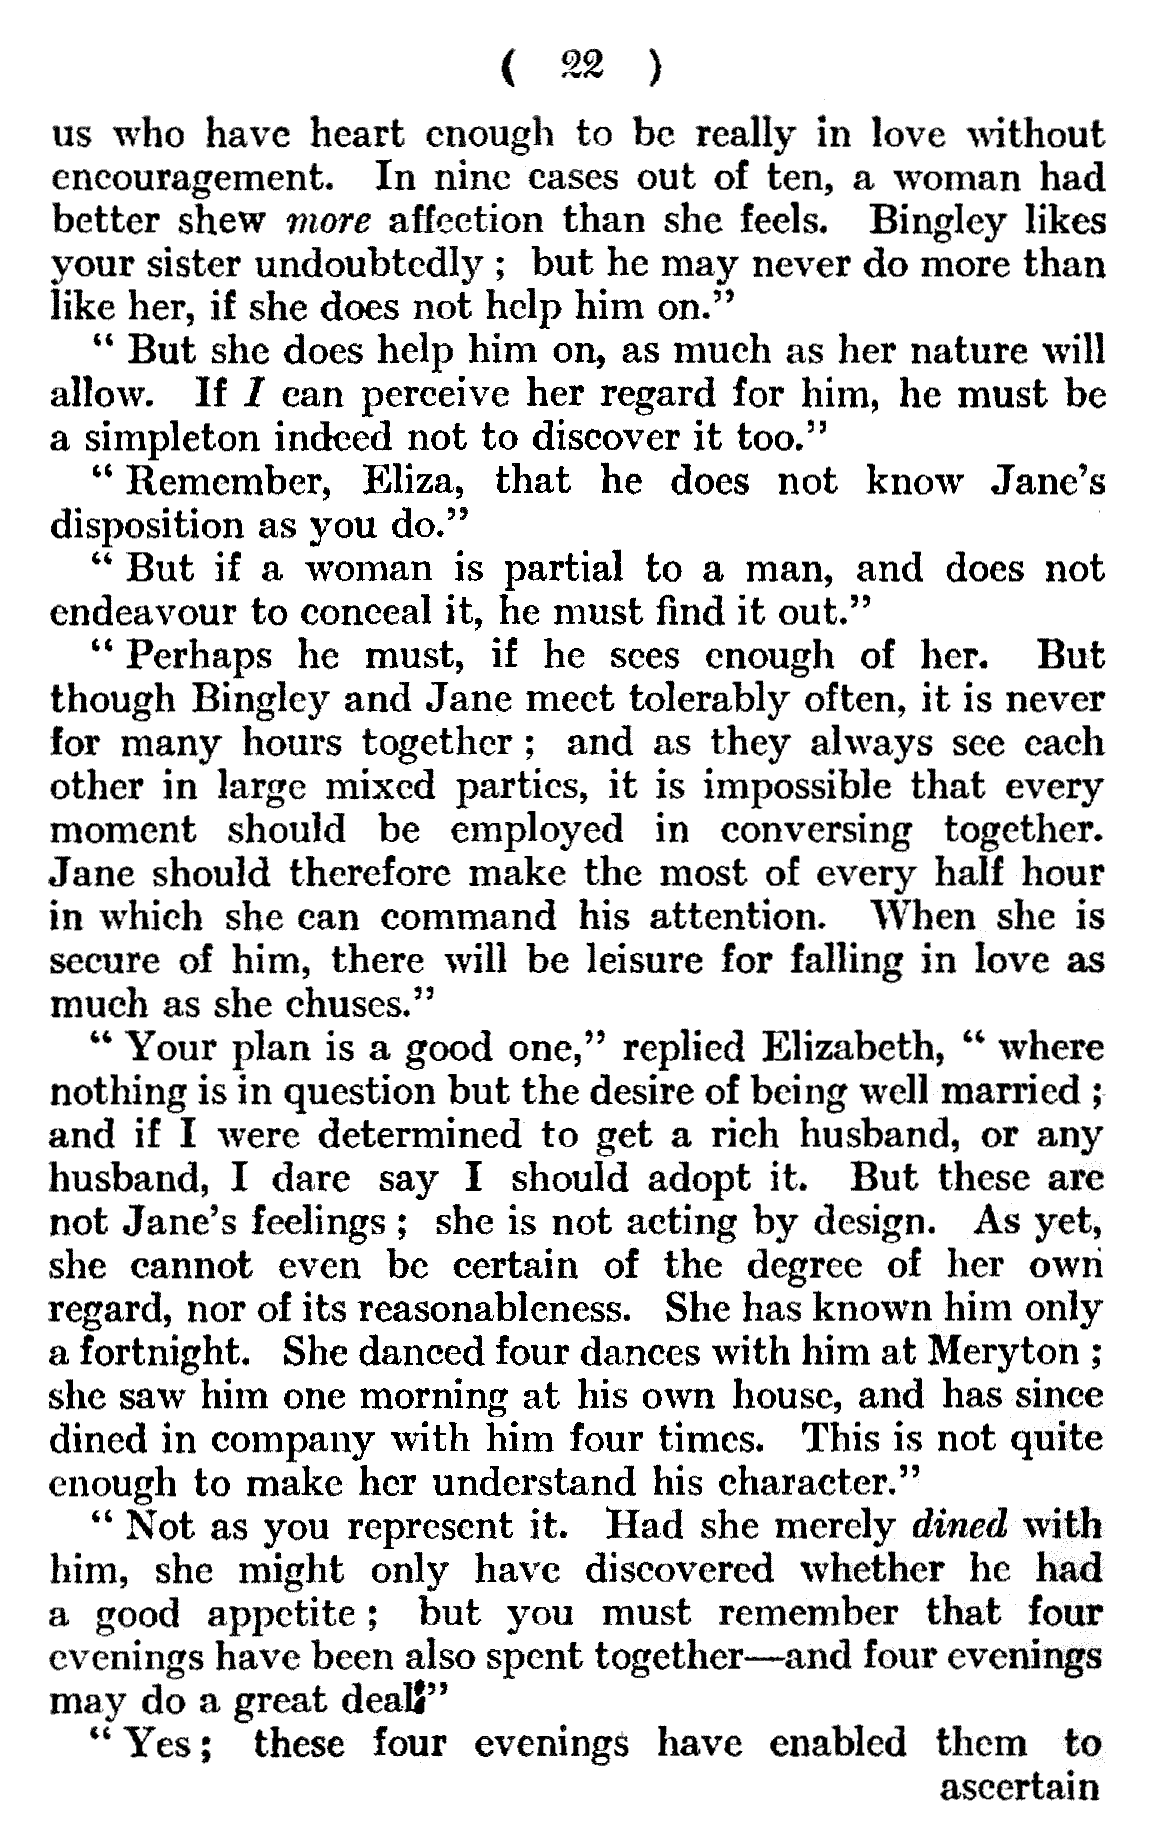 ( 22 )
us who have heart enough to be really in love without
encouragement. In nine cases out of ten, a woman had
better shew more affection than she feels. Bingley likes
your sister undoubtedly ; but he may never do more than
like her, if she does not help him on.”
“ But she does help him on, as much as her nature will
allow. If I can perceive her regard for him, he must be
a simpleton indeed not to discover it too.”
“ Remember, Eliza, that he does not know Jane’s
disposition as you do.”
“ But if a woman is partial to a man, and does not
endeavour to conceal it, he must find it out.”
“ Perhaps he must, if he sees enough of her. But
though Bingley and Jane meet tolerably often, it is never
for many hours together ; and as they always see each
other in large mixed parties, it is impossible that every
moment should be employed in conversing together.
Jane should therefore make the most of every half hour
in which she can command his attention. When she is
secure of him, there will be leisure for falling in love as
much as she chuses.”
“ Your plan is a good one,” replied Elizabeth, “ where
nothing is in question but the desire of being well married ;
and if I were determined to get a rich husband, or any
husband, I dare say I should adopt it. But these are
not Jane’s feelings ; she is not acting by design. As yet,
she cannot even be certain of the degree of her own
regard, nor of its reasonableness. She has known him only
a fortnight. She danced four dances with him at Meryton ;
she saw him one morning at his own house, and has since
dined in company with him four times. This is not quite
enough to make her understand his character.”
“ Not as you represent it. Had she merely dined with
him, she might only have discovered whether he had
a good appetite ; but you must remember that four
evenings have been also spent together—and four evenings
may do a great deal.”
“ Yes ; these four evenings have enabled them to
ascertain